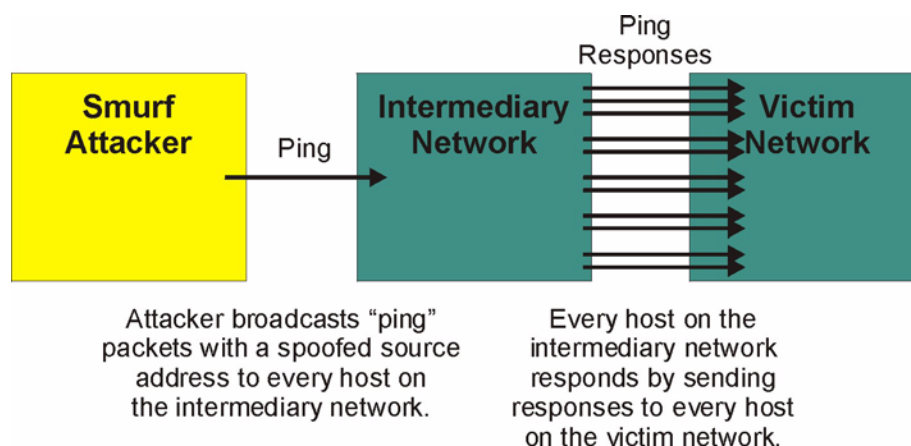 Ping
Responses
Smurf
Attacker
Ping
Intermediary
Network
Victim
Network
Attacker broadcasts “ping”
packets with a spoofed source
address to every host on
the intermediary network.
Every host on the
intermediary network
responds by sending
responses to every host
on the victim network.